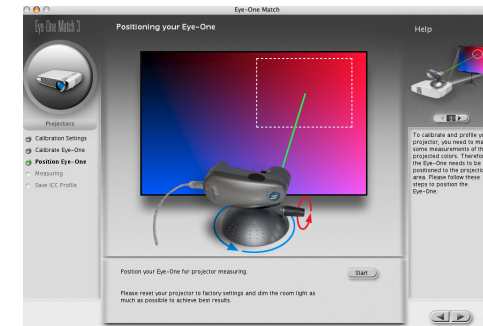 Eye-One Match
Eye-One Match 3
Positioning your Eye-One
Help
Projectors
Calibration Settings
Calibrate Eye-One
Position Eye-One
Measuring
Save ICC Profile
To calibrate and profile
projector, you need to
some measurements of
projected colors.
the Eye-One needs to be
positioned to the
area. Please follow these
steps to position the
Eye-One:
Position your Eye-One for projector measuring.
Start
Please reset your projector to factory settings and dim the room light as
much as possible to achieve best results.